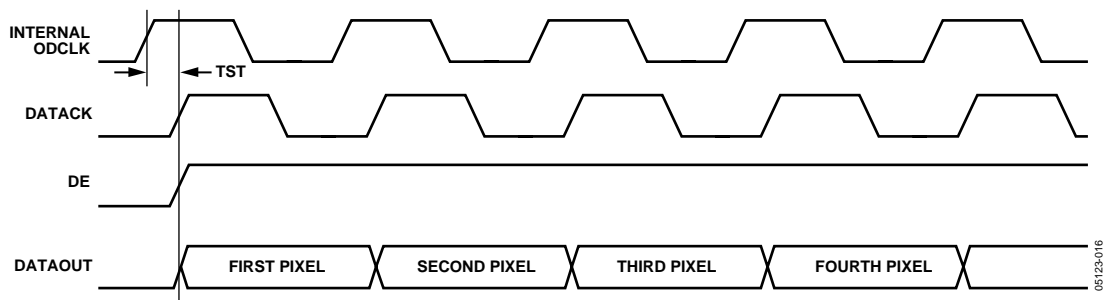 INTERNAL
ODCLK
TST
DATACK
DE
DATAOUT
FIRST PIXEL
SECOND PIXEL
THIRD PIXEL
FOURTH PIXEL
05123-016